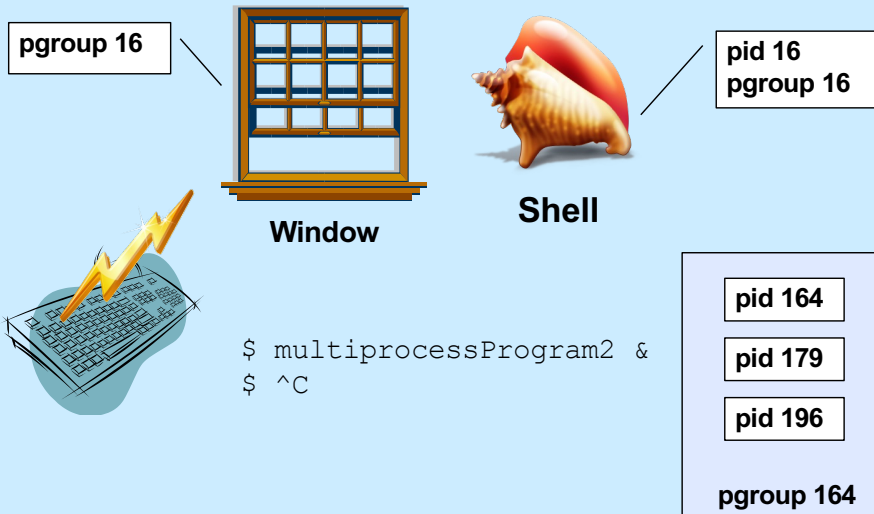 pgroup 16
pid 16
pgroup 16
Window
Shell
$ multiprocessProgram2 &
$ ^C
pid 164
pid 179
pid 196
pgroup 164